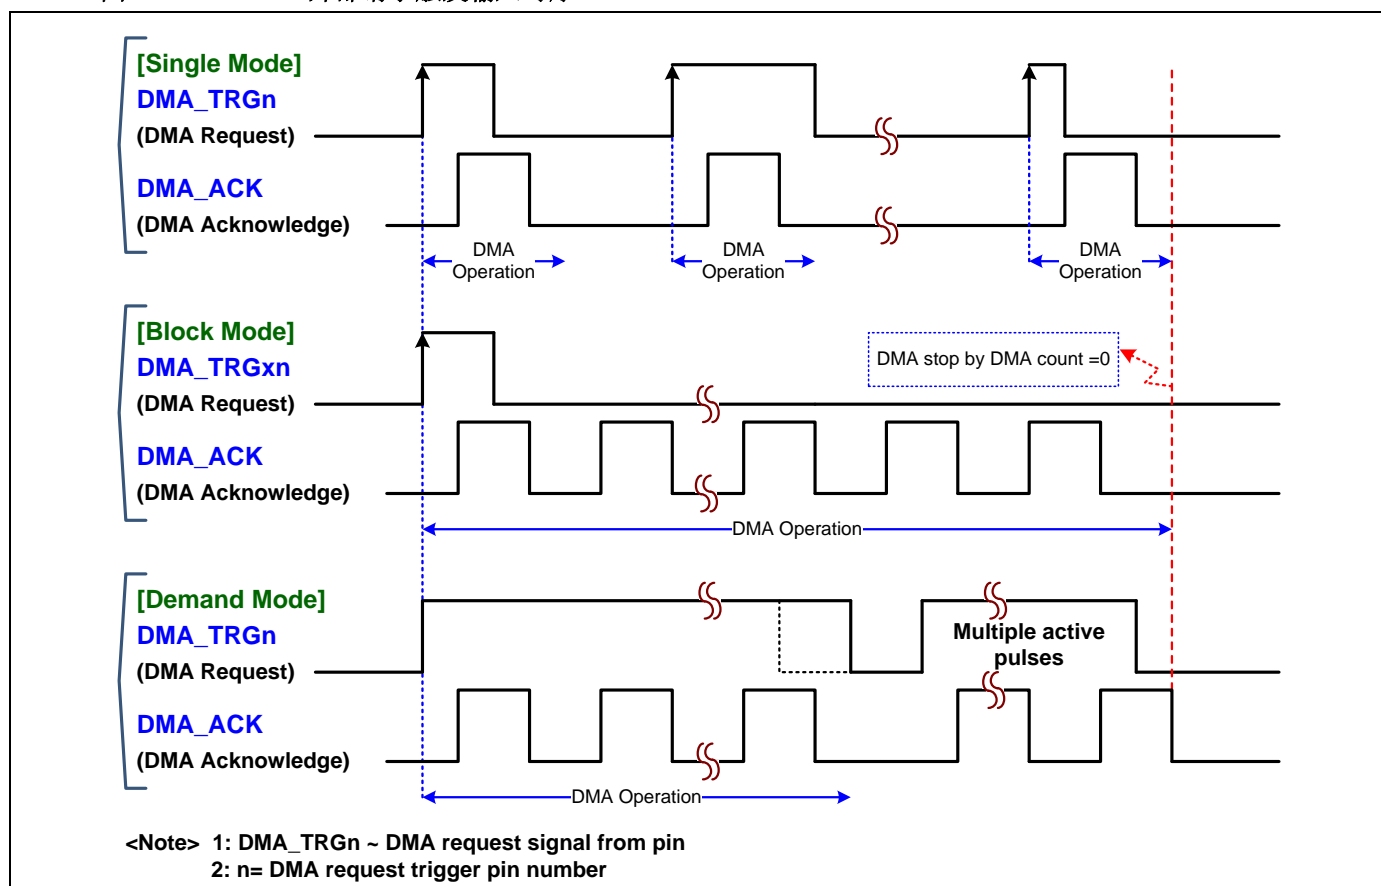 [Single Mode]
DMA_TRGn
(DMA Request)
DMA_ACK
(DMA Acknowledge)
DMA
Operation
DMA
Operation
DMA
Operation
[Block Mode]
DMA_TRGxn
(DMA Request)
DMA stop by DMA count =0
DMA_ACK
(DMA Acknowledge)
DMA Operation
[Demand Mode]
DMA_TRGn
(DMA Request)
Multiple active
pulses
DMA_ACK
(DMA Acknowledge)
DMA Operation
<Note> 1: DMA_TRGn ~ DMA request signal from pin
2: n= DMA request trigger pin number